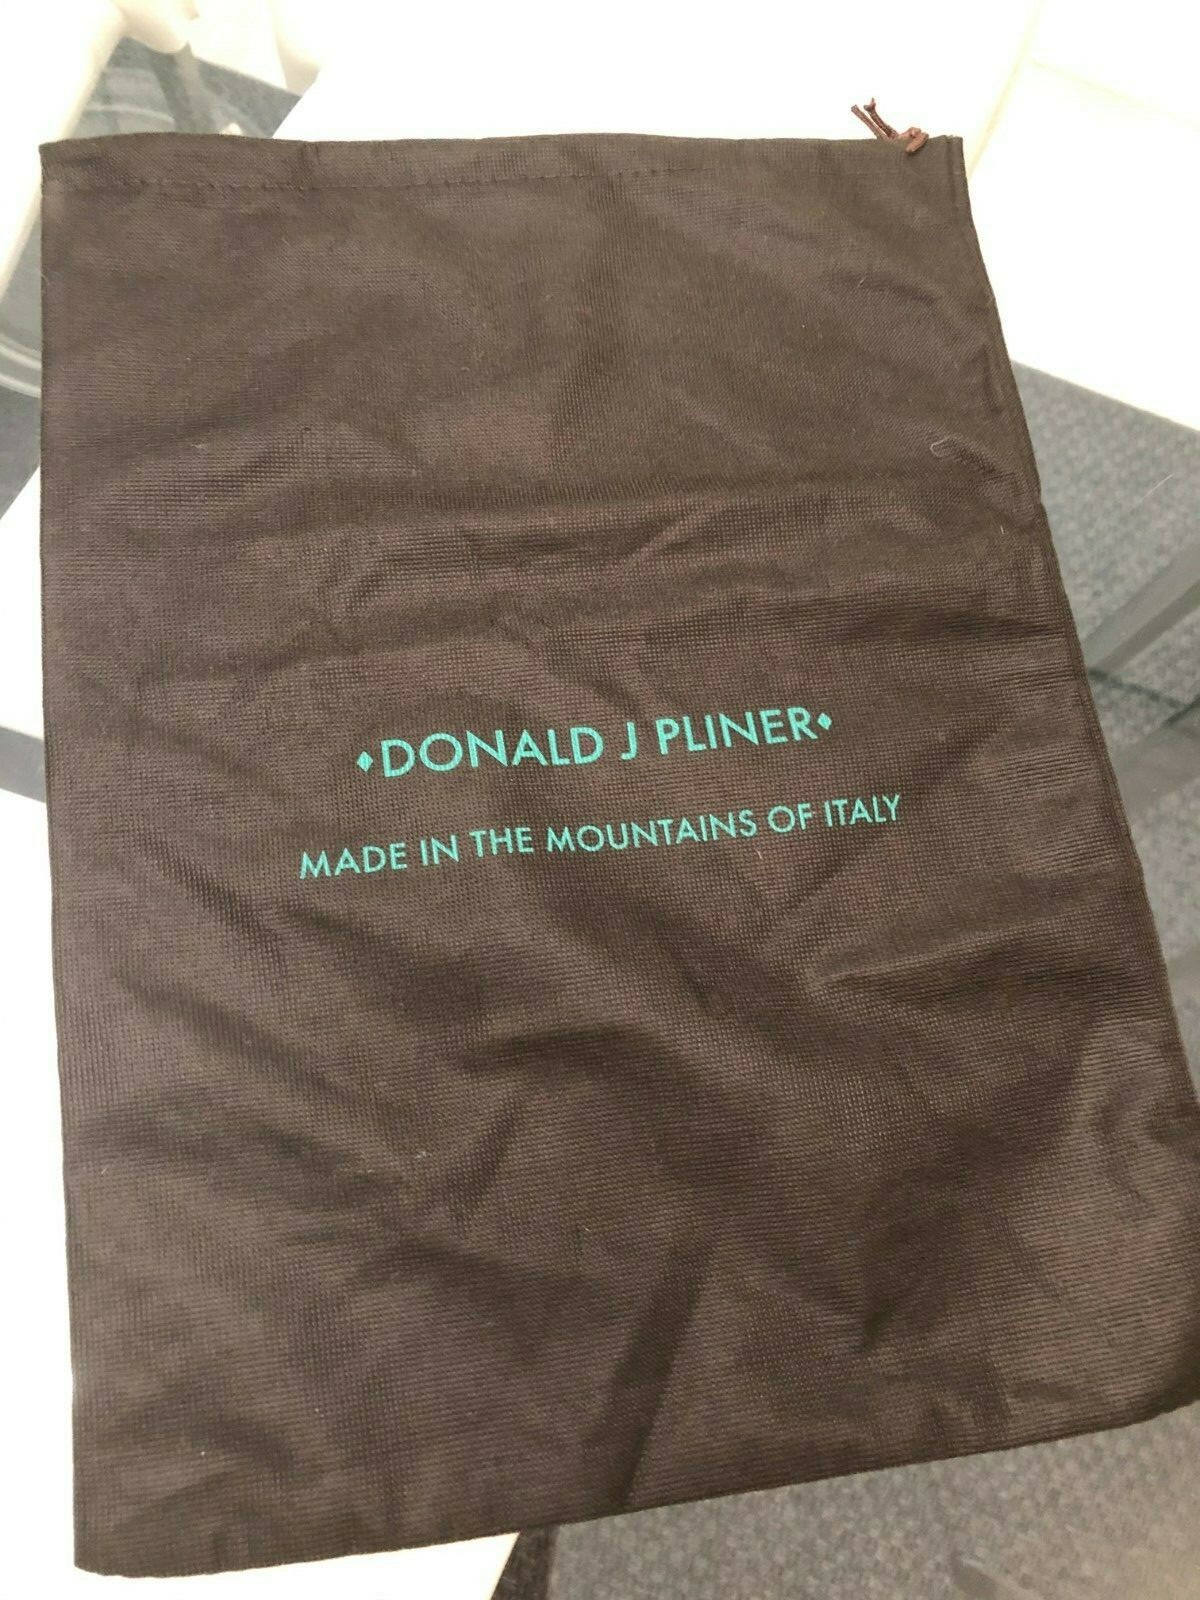 ♦DONALD J PLINER♦
MADE IN THE MOUNTAINS OF ITALY